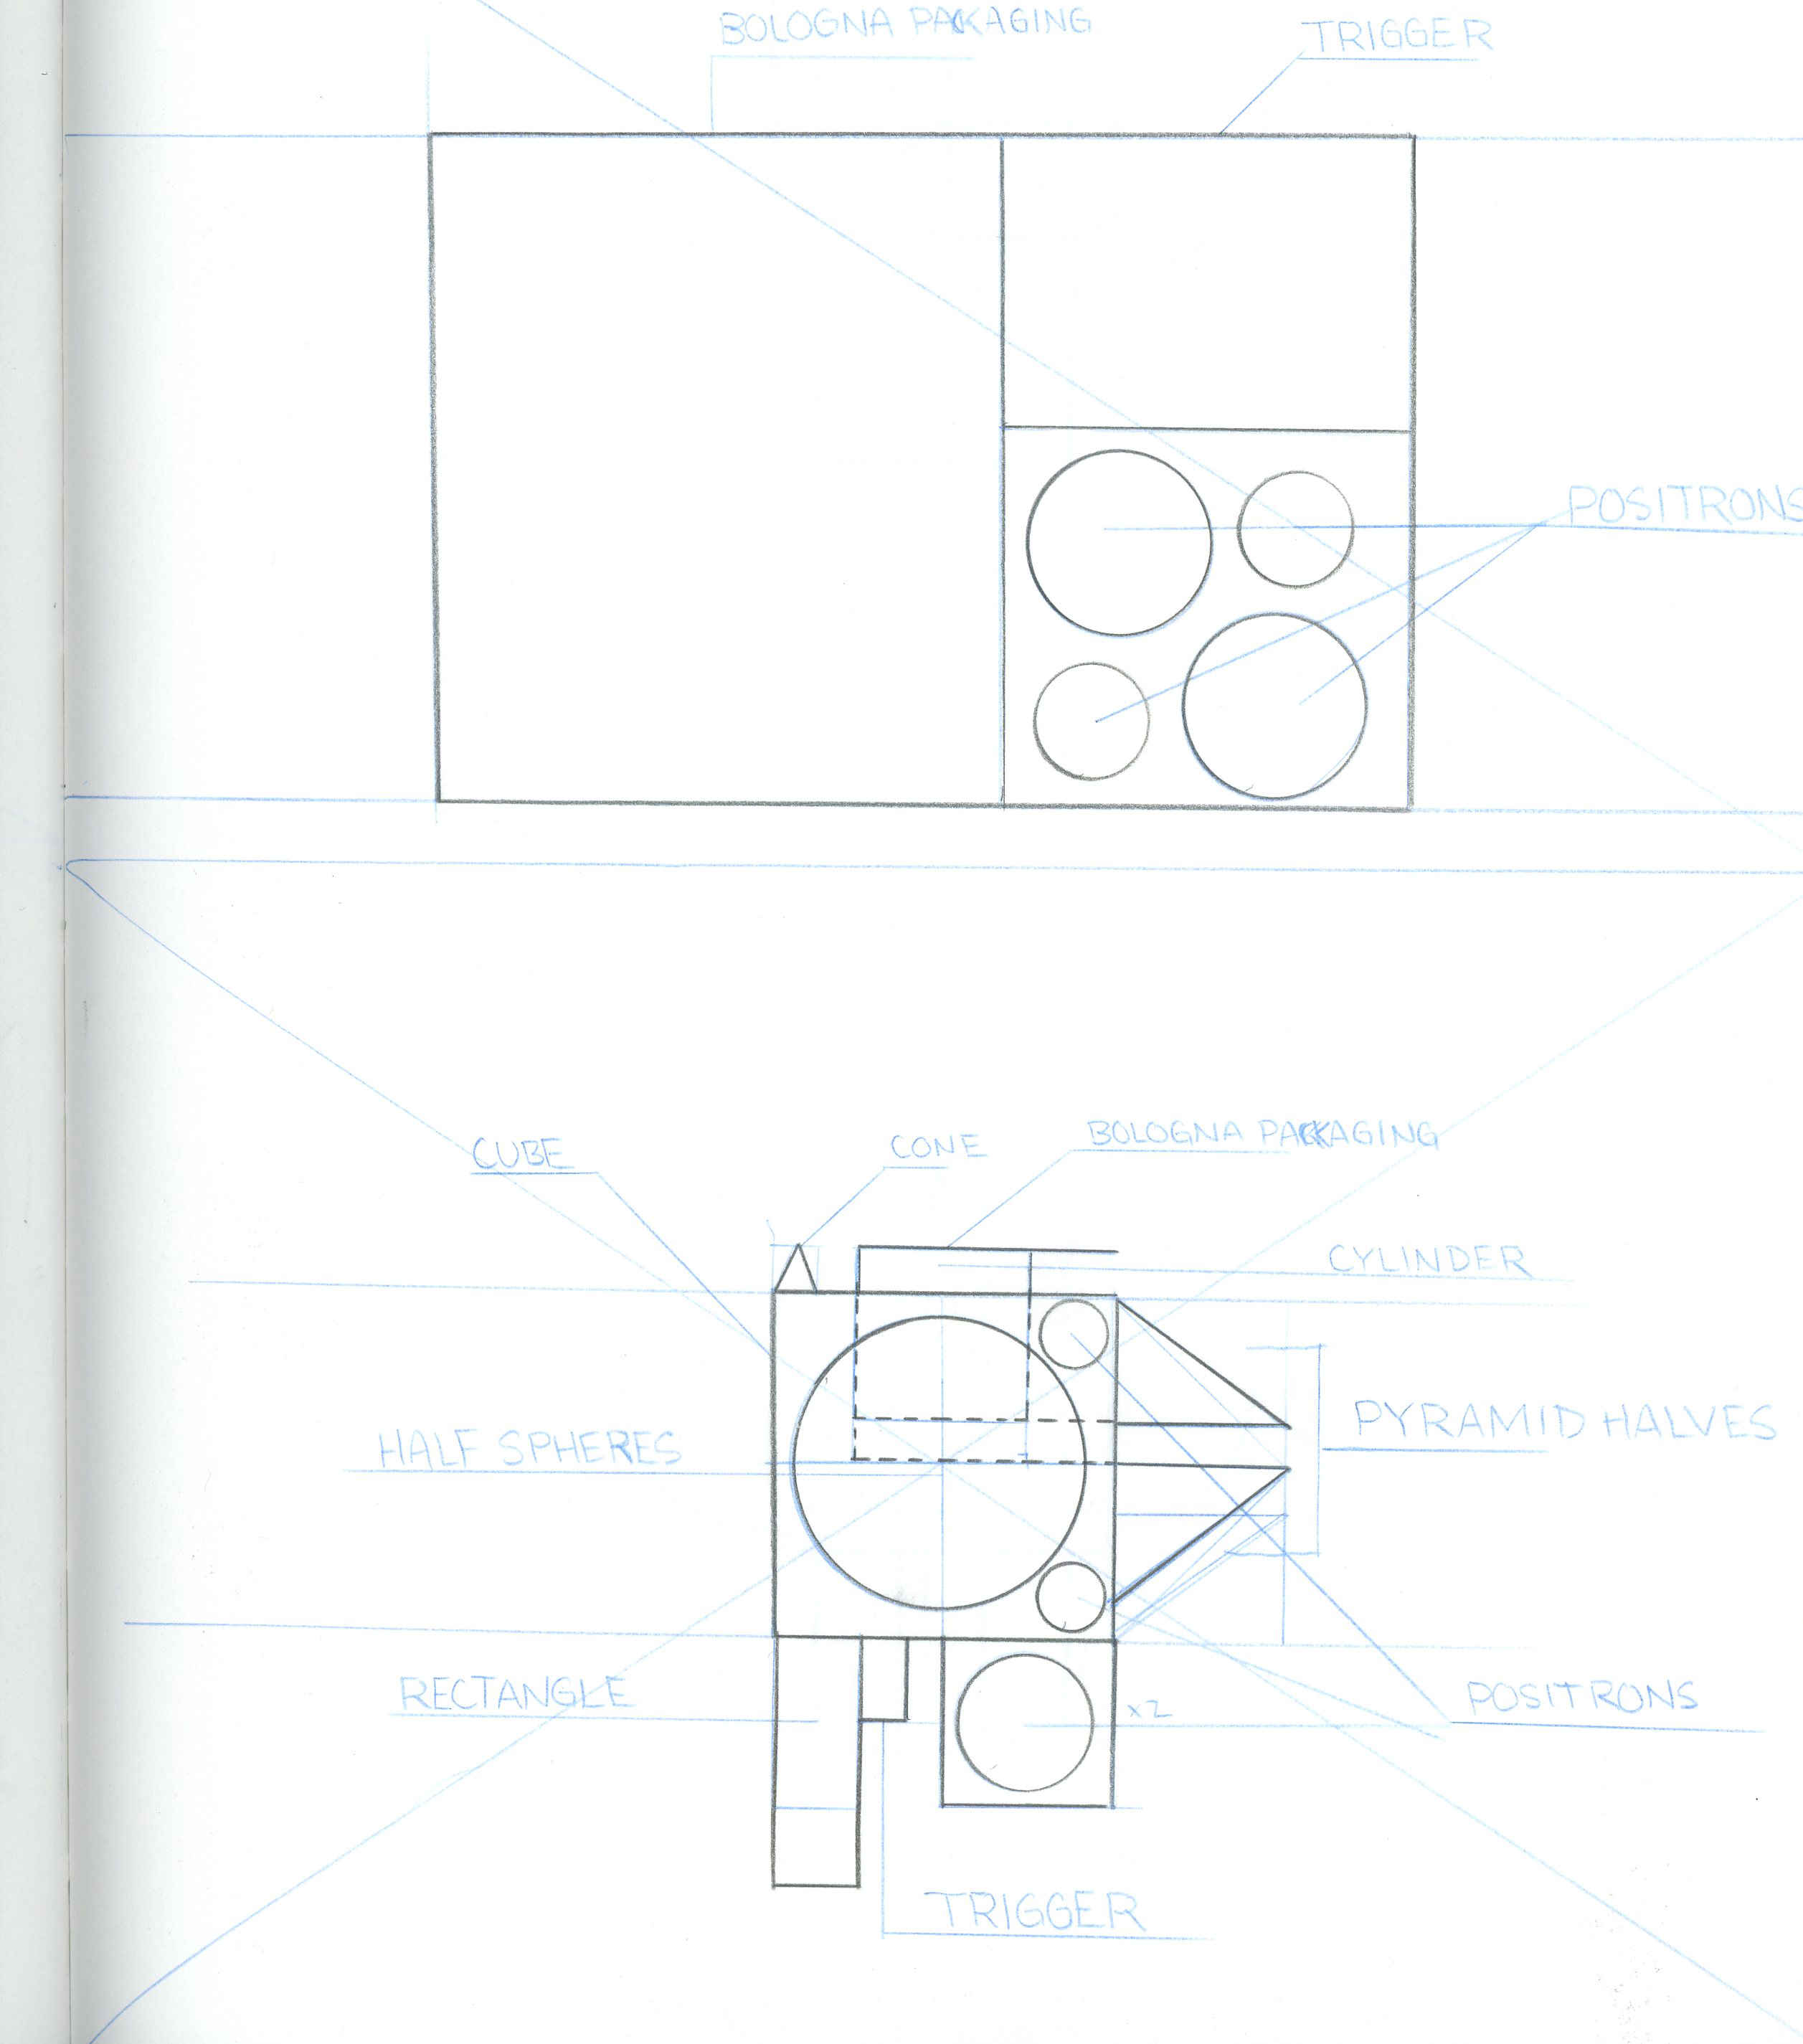 BOLOGNA PACKAGING
TRIGGER
POSITRONS
CUBE
CONE
BOLOGNA PACKAGING
CYLINDER
HALF SPHERES
PYRAMID HALVES
RECTANGLE
x2
POSITRONS
TRIGGER